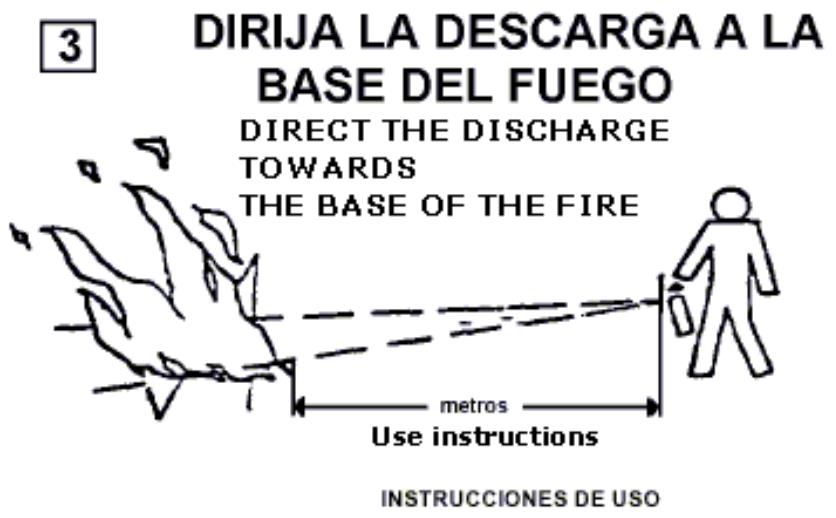 3
DIRIJA LA DESCARGA A LA
BASE DEL FUEGO
DIRECT THE DISCHARGE
TOWARDS
THE BASE OF THE FIRE
metros
Use instructions
INSTRUCCIONES DE USO